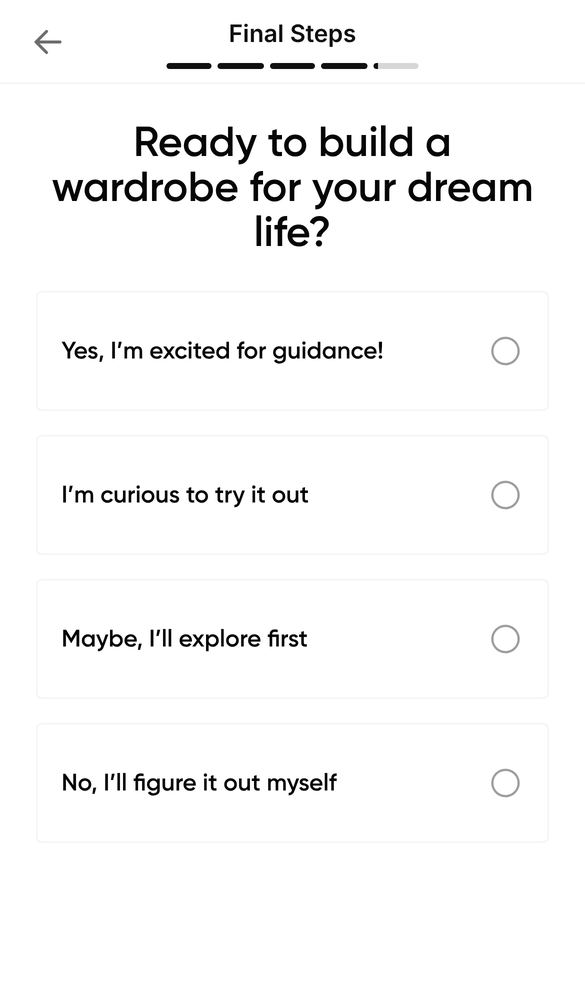 Final Steps
Ready to build a
wardrobe for your dream
life?
Yes, I’m excited for guidance!
I’m curious to try it out
Maybe, I’ll explore first
No, I’ll figure it out myself